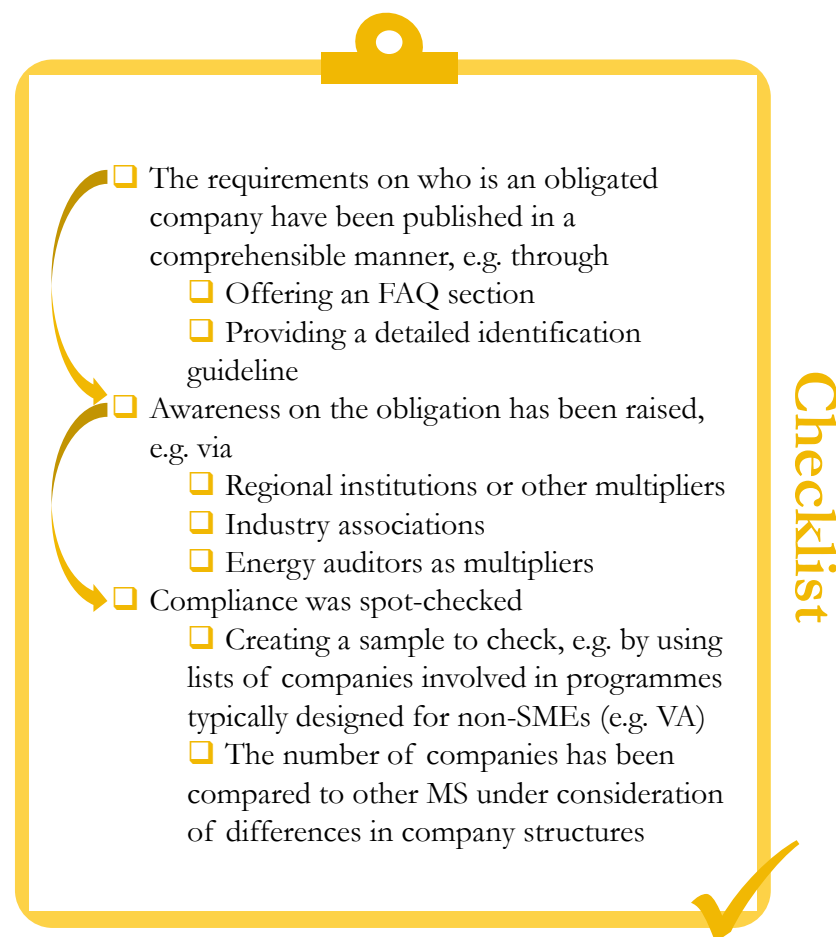 The requirements on who is an obligated
company have been published in a
comprehensible manner, e.g. through
Offering an FAQ section
Providing a detailed identification
guideline
Awareness on the obligation has been raised,
e.g. via
Regional institutions or other multipliers
Industry associations
Energy auditors as multipliers
Compliance was spot-checked
Creating a sample to check, e.g. by using
lists of companies involved in programmes
typically designed for non-SMEs (e.g. VA)
The number of companies has been
compared to other MS under consideration
of differences in company structures
Checklist